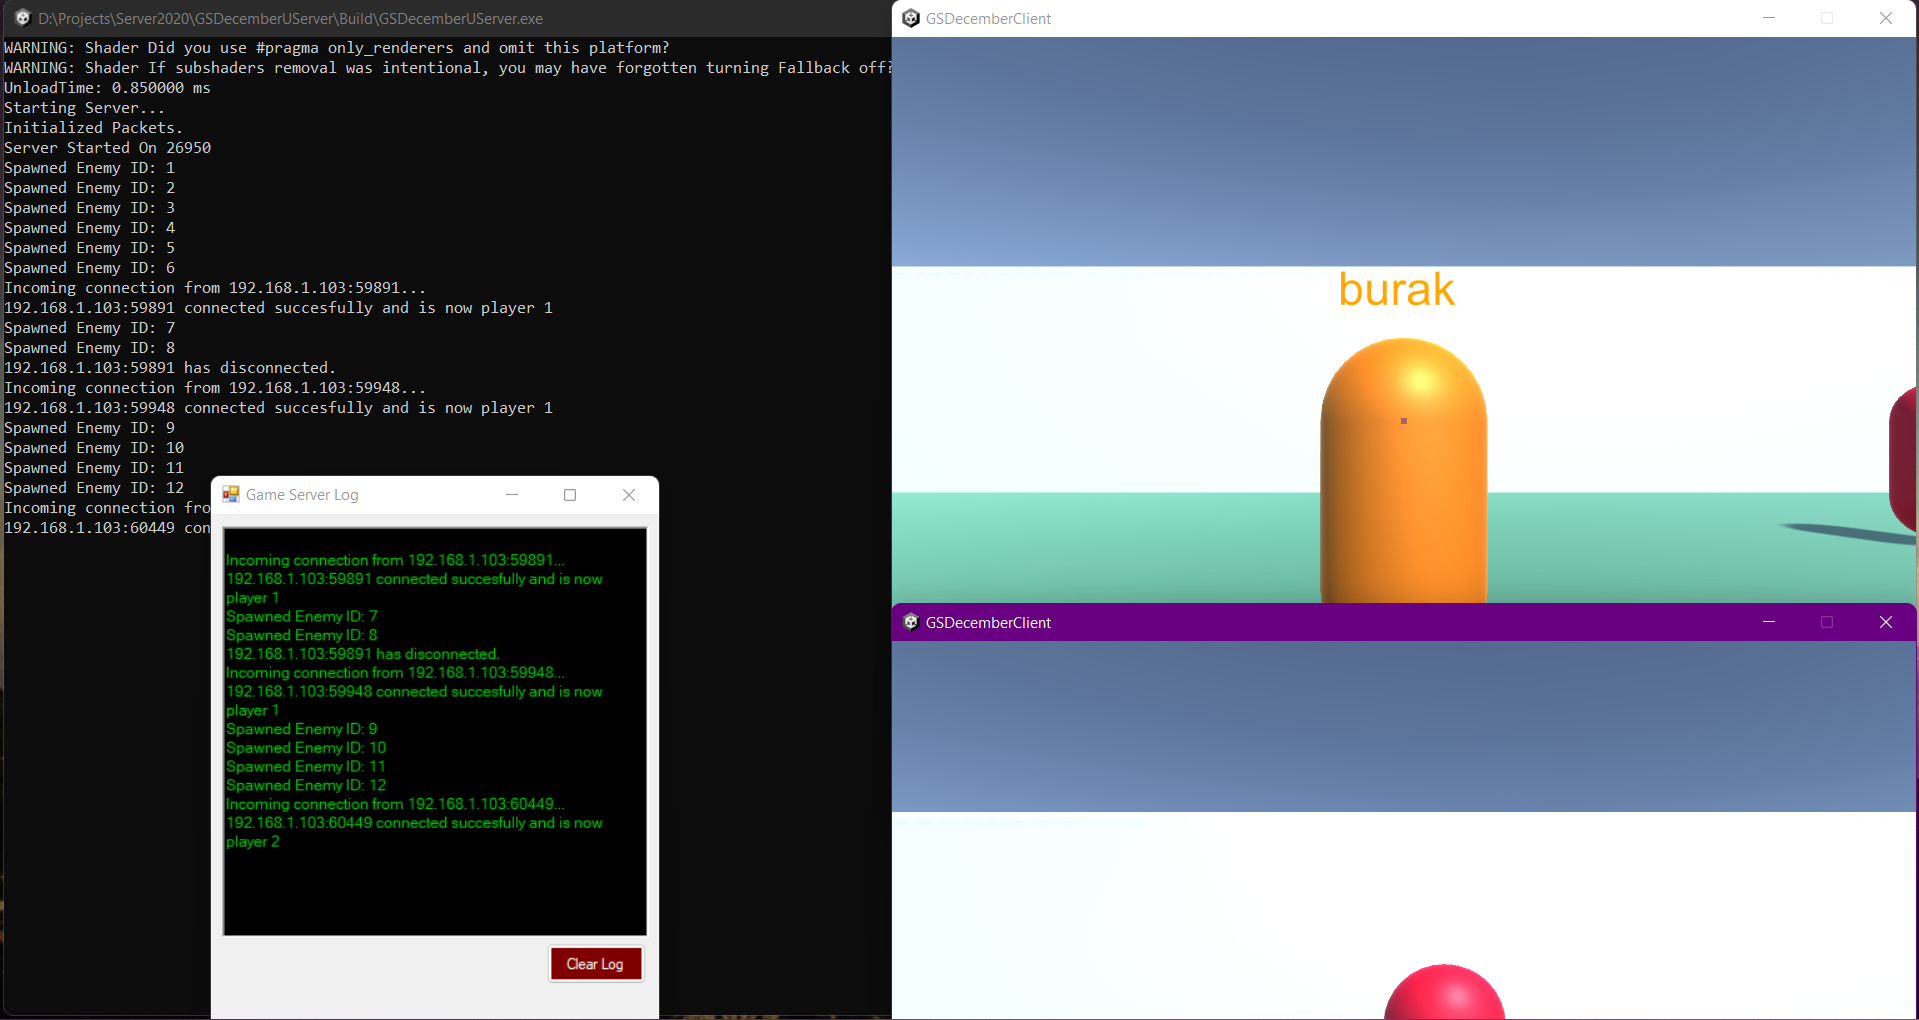 D:\Projects\Server2020\GSDecemberUServer\Build\GSDecemberUServer.exe
WARNING: Shader Did you use #pragma only_renderers and omit this platform?
WARNING: Shader If subshaders removal was intentional, you may have forgotten turning Fallback off?
UnloadTime: 0.850000 ms
Starting Server...
Initialized Packets.
Server Started On 26950
Spawned Enemy ID: 1
Spawned Enemy ID: 2
Spawned Enemy ID: 3
Spawned Enemy ID: 4
Spawned Enemy ID: 5
Spawned Enemy ID: 6
Incoming connection from 192.168.1.103:59891...
192.168.1.103:59891 connected succesfully and is now player 1
Spawned Enemy ID: 7
Spawned Enemy ID: 8
192.168.1.103:59891 has disconnected.
Incoming connection from 192.168.1.103:59948...
192.168.1.103:59948 connected succesfully and is now player 1
Spawned Enemy ID: 9
Spawned Enemy ID: 10
Spawned Enemy ID: 11
Spawned Enemy ID: 12
Incoming connection fro
192.168.1.103:60449 con
Game Server Log
Incoming connection from 192.168.1.103:59891...
192.168.1.103:59891 connected succesfully and is now
player 1
Spawned Enemy ID: 7
Spawned Enemy ID: 8
192.168.1.103:59891 has disconnected.
Incoming connection from 192.168.1.103:59948...
192.168.1.103:59948 connected succesfully and is now
player 1
Spawned Enemy ID: 9
Spawned Enemy ID: 10
Spawned Enemy ID: 11
Spawned Enemy ID: 12
Incoming connection from 192.168.1.103:60449...
192.168.1.103:60449 connected succesfully and is now
player 2
Clear Log
GSDecemberClient
burak
GSDecemberClient